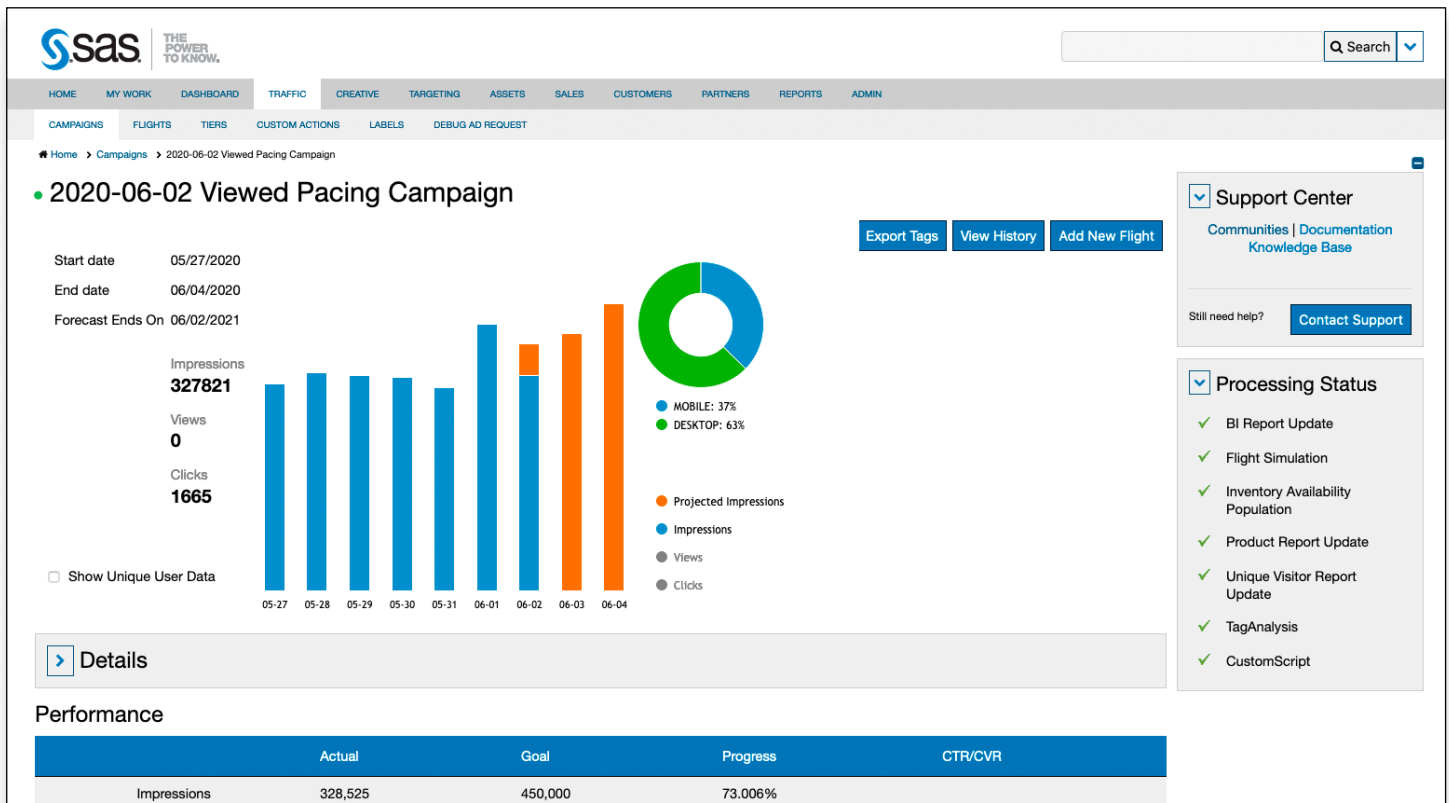 sas THE
POWER
TO KNOW.
Search
HOME MY WORK DASHBOARD TRAFFIC CREATIVE TARGETING ASSETS SALES CUSTOMERS PARTNERS REPORTS ADMIN
CAMPAIGNS FLIGHTS TIERS CUSTOM ACTIONS LABELS DEBUG AD REQUEST
Home > Campaigns > 2020-06-02 Viewed Pacing Campaign
2020-06-02 Viewed Pacing Campaign
Export Tags View History Add New Flight
Start date 05/27/2020
End date 06/04/2020
Forecast Ends On 06/02/2021
Impressions
327821
Views
0
Clicks
1665
Show Unique User Data
05-27 05-28 05-29 05-30 05-31 06-01 06-02 06-03 06-04
MOBILE: 37%
DESKTOP: 63%
Projected Impressions
Impressions
Views
Clicks
Details
Performance
Actual Goal Progress CTR/CVR
Impressions 328,525 450,000 73.006%
Support Center
Communities | Documentation
Knowledge Base
Still need help? Contact Support
Processing Status
BI Report Update
Flight Simulation
Inventory Availability
Population
Product Report Update
Unique Visitor Report
Update
TagAnalysis
CustomScript